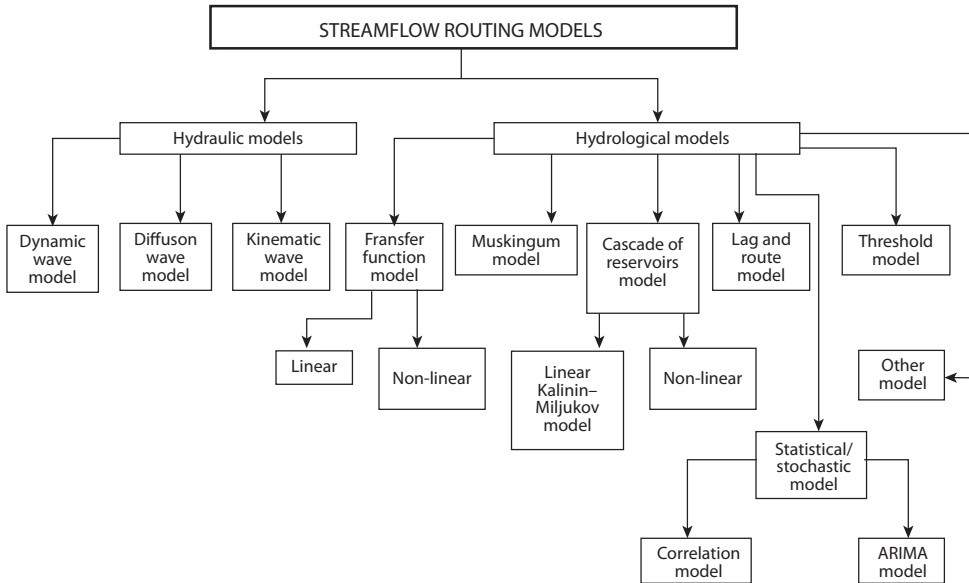 STREAMFLOW ROUTING MODELS
Hydraulic models
Hydrological models
Dynamic
wave
model
Diffuson
wave
model
Kinematic
wave
model
Fransfer
function
model
Muskingum
model
Cascade of
reservoirs
model
Lag and
route
model
Threshold
model
Linear
Non-linear
Linear
Kalinin–
Miljukov
model
Non-linear
Other
model
Statistical/
stochastic
model
Correlation
model
ARIMA
model